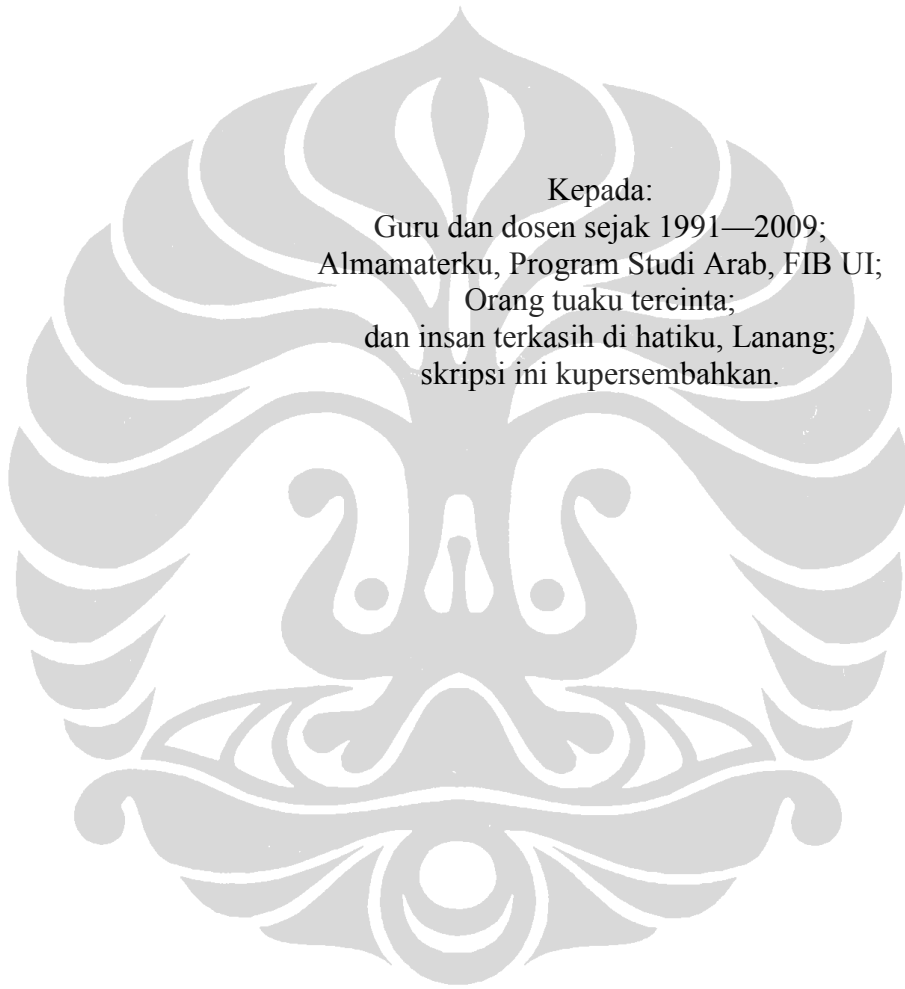 Kepada:
Guru dan dosen sejak 1991—2009;
Almamaterku, Program Studi Arab, FIB UI;
Orang tuaku tercinta;
dan insan terkasih di hatiku, Lanang;
skripsi ini kupersembahkan.